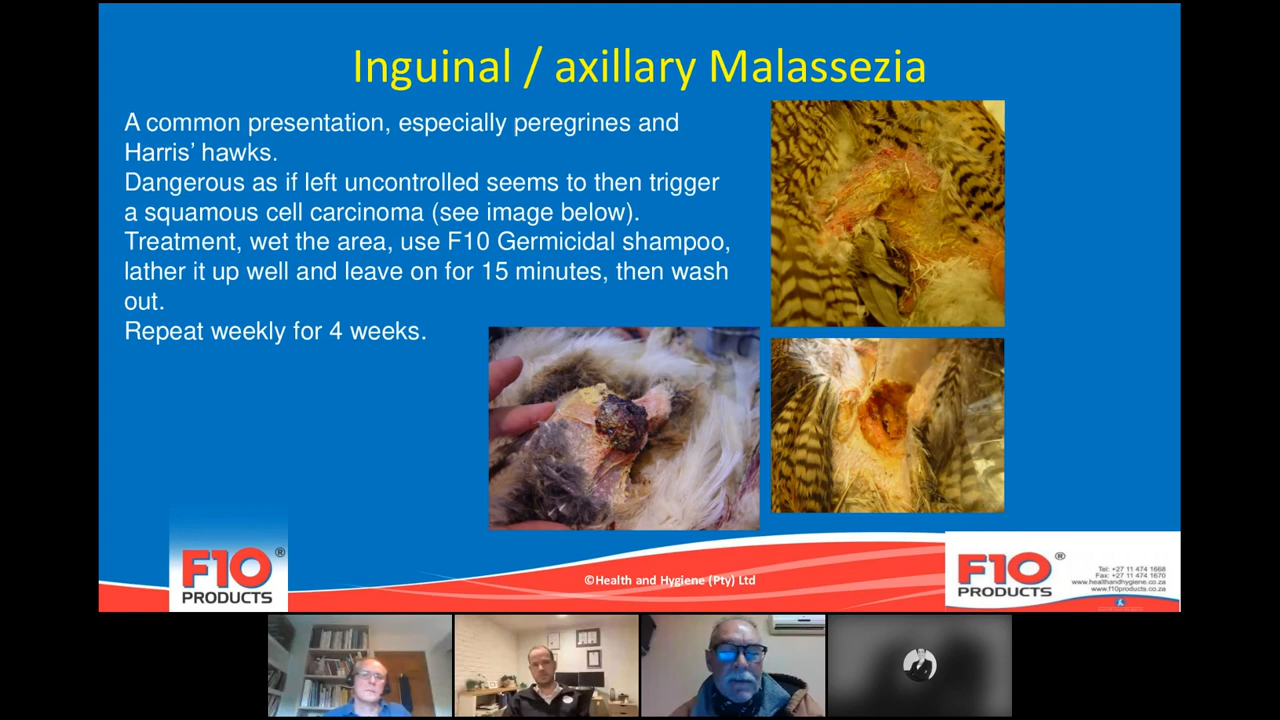 Inguinal / axillary Malassezia
A common presentation, especially peregrines and
Harris’ hawks.
Dangerous as if left uncontrolled seems to then trigger
a squamous cell carcinoma (see image below).
Treatment, wet the area, use F10 Germicidal shampoo,
lather it up well and leave on for 15 minutes, then wash
out.
Repeat weekly for 4 weeks.
F10®
PRODUCTS
©Health and Hygiene (Pty) Ltd
F10®
PRODUCTS
Tel: +27 11 474 1668
Fax: +27 11 474 1670
www.healthandhygiene.co.za
www.f10products.co.za